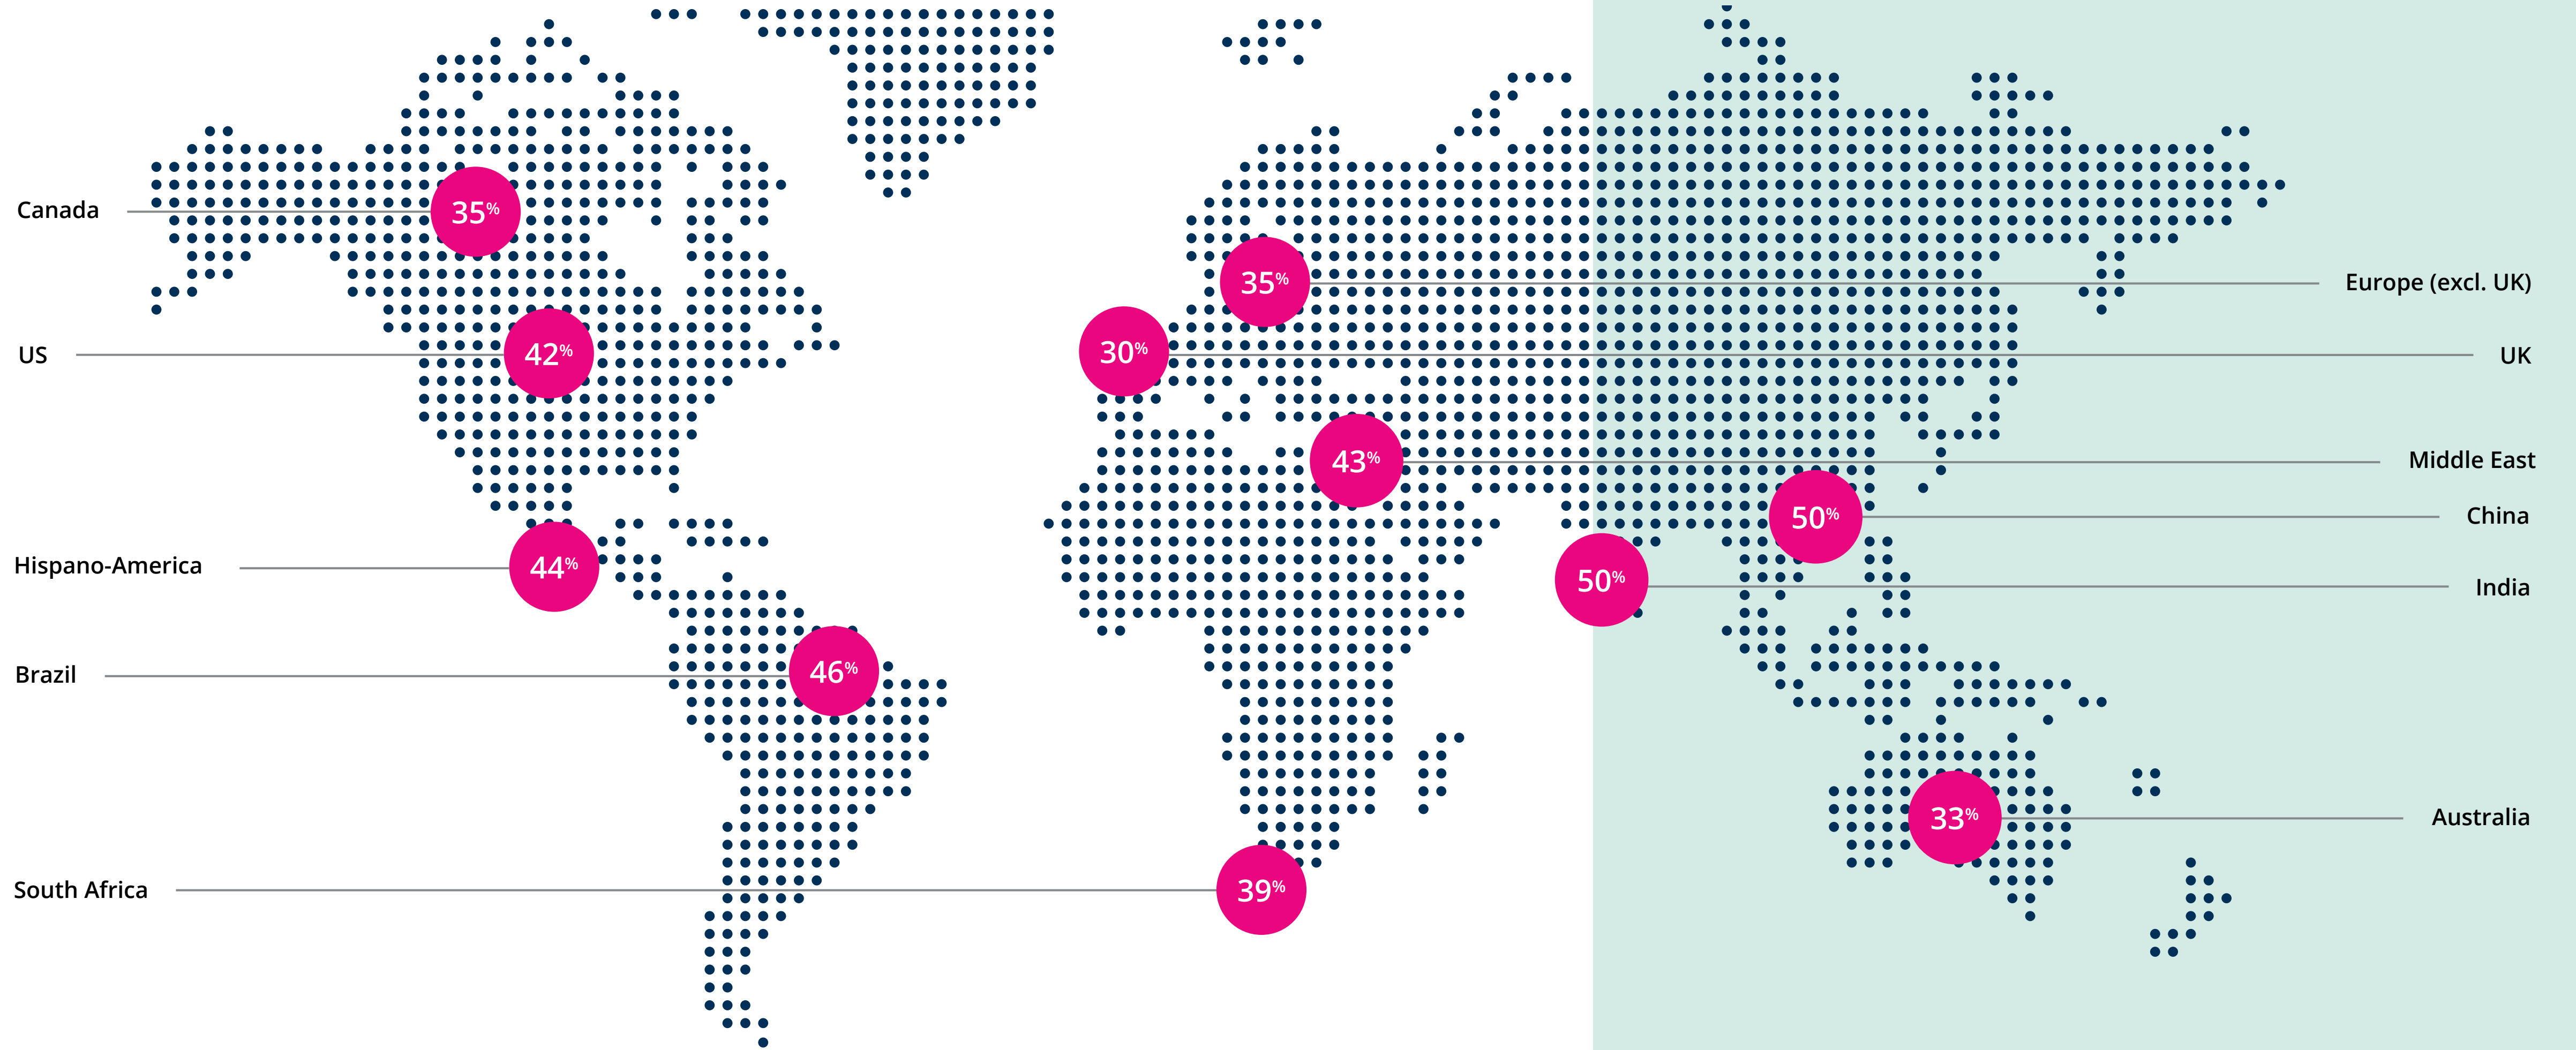 Canada
35%
35%
Europe (excl. UK)
US
42%
30%
UK
43%
Middle East
50%
China
Hispano-America
44%
50%
India
Brazil
46%
33%
Australia
South Africa
39%